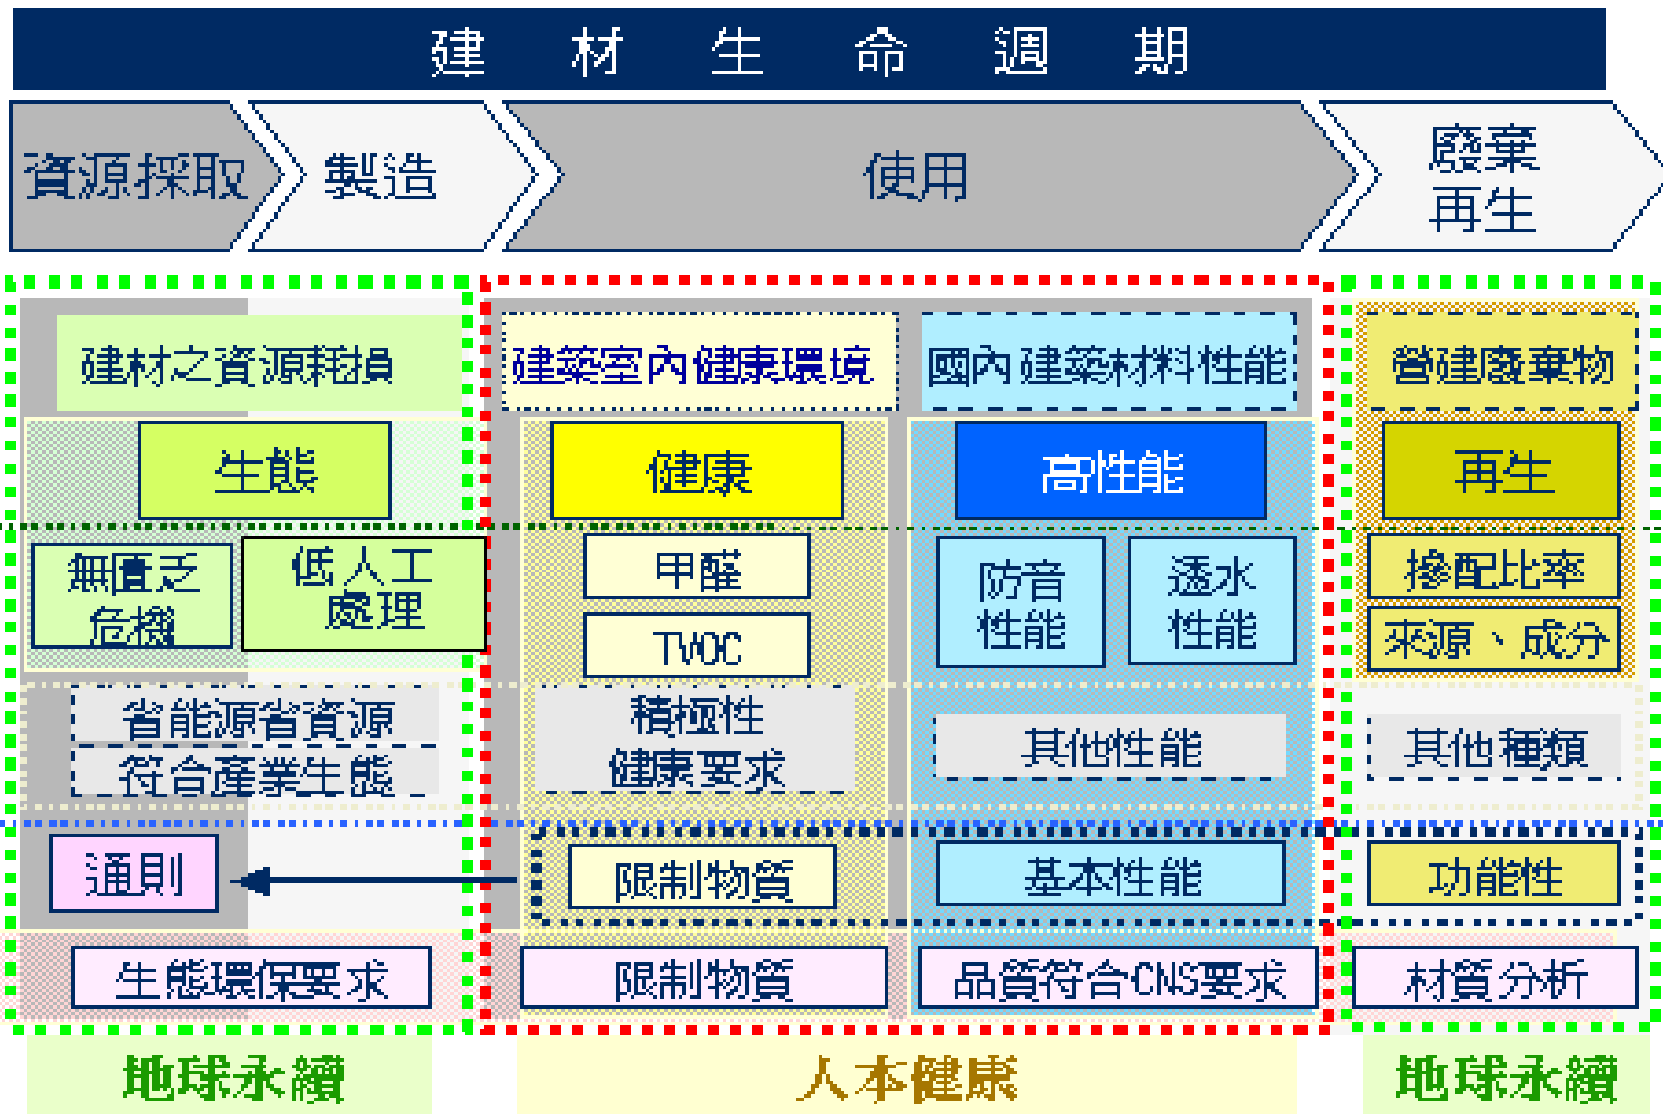 建材生命週期
資源採取
製造
使用
廢棄
再生
建材之資源耗損
建築室內健康環境
國內建築材料性能
營建廢棄物
生態
健康
高性能
再生
無匱乏
危機
低人工
處理
甲醛
TVOC
防音
性能
透水
性能
摻配比率
來源、成分
省能源省資源
符合產業生態
積極性
健康要求
其他性能
其他種類
通則
限制物質
基本性能
功能性
生態環保要求
限制物質
品質符合CNS要求
材質分析
地球永續
人本健康
地球永續